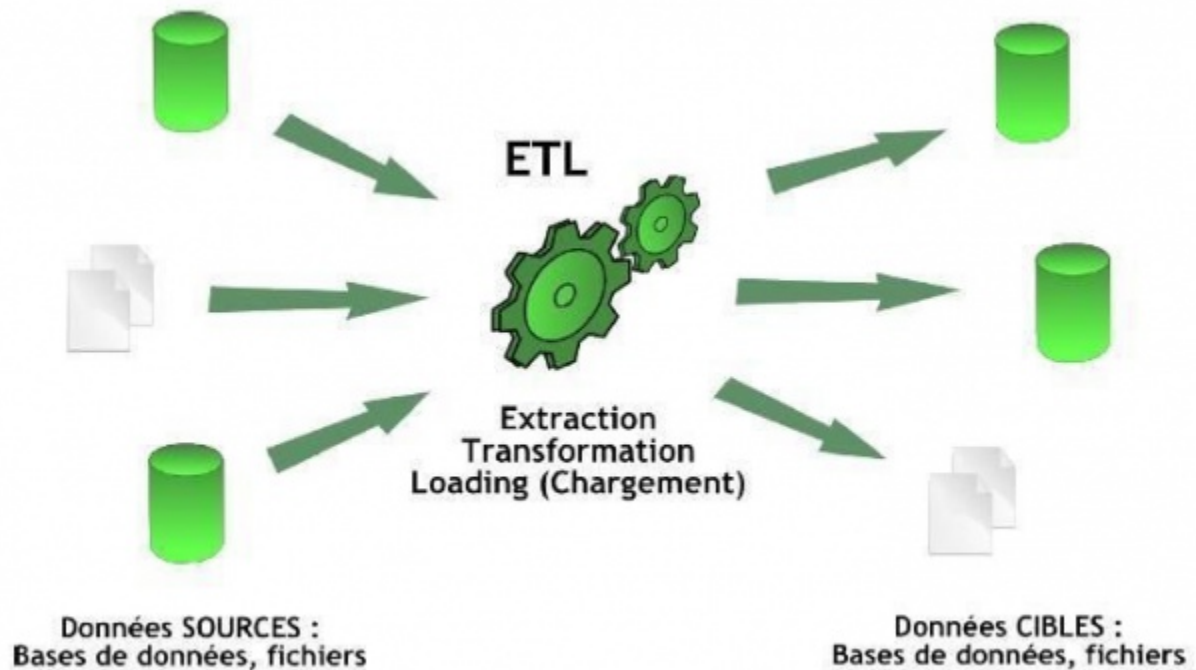 ETL
Extraction
Transformation
Loading (Chargement)
Données SOURCES :
Bases de données, fichiers
Données CIBLES :
Bases de données, fichiers